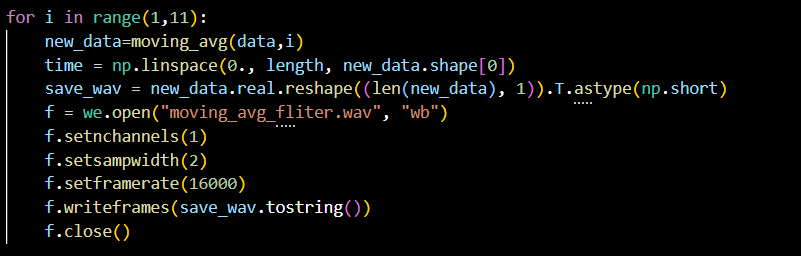 for i in range(1,11):
    new_data=moving_avg(data,i)
    time = np.linspace(0., length, new_data.shape[0])
    save_wav = new_data.real.reshape((len(new_data), 1)).T.astype(np.short)
    f = we.open("moving_avg_fliter.wav", "wb")
    f.setnchannels(1)
    f.setsampwidth(2)
    f.setframerate(16000)
    f.writeframes(save_wav.tostring())
    f.close()